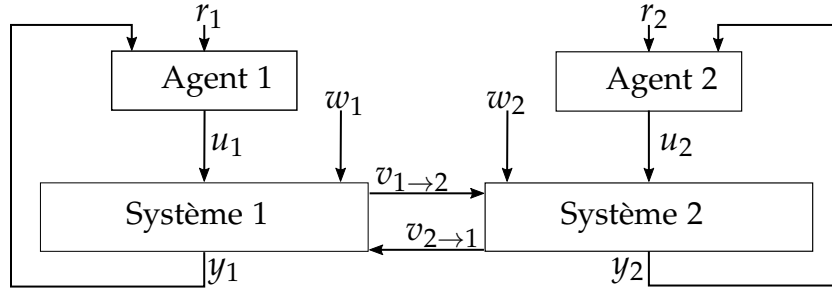 r₁ r₂
Agent 1 Agent 2
w₁ w₂
u₁ u₂
v₁→₂
Système 1 Système 2
v₂→₁
y₁ y₂